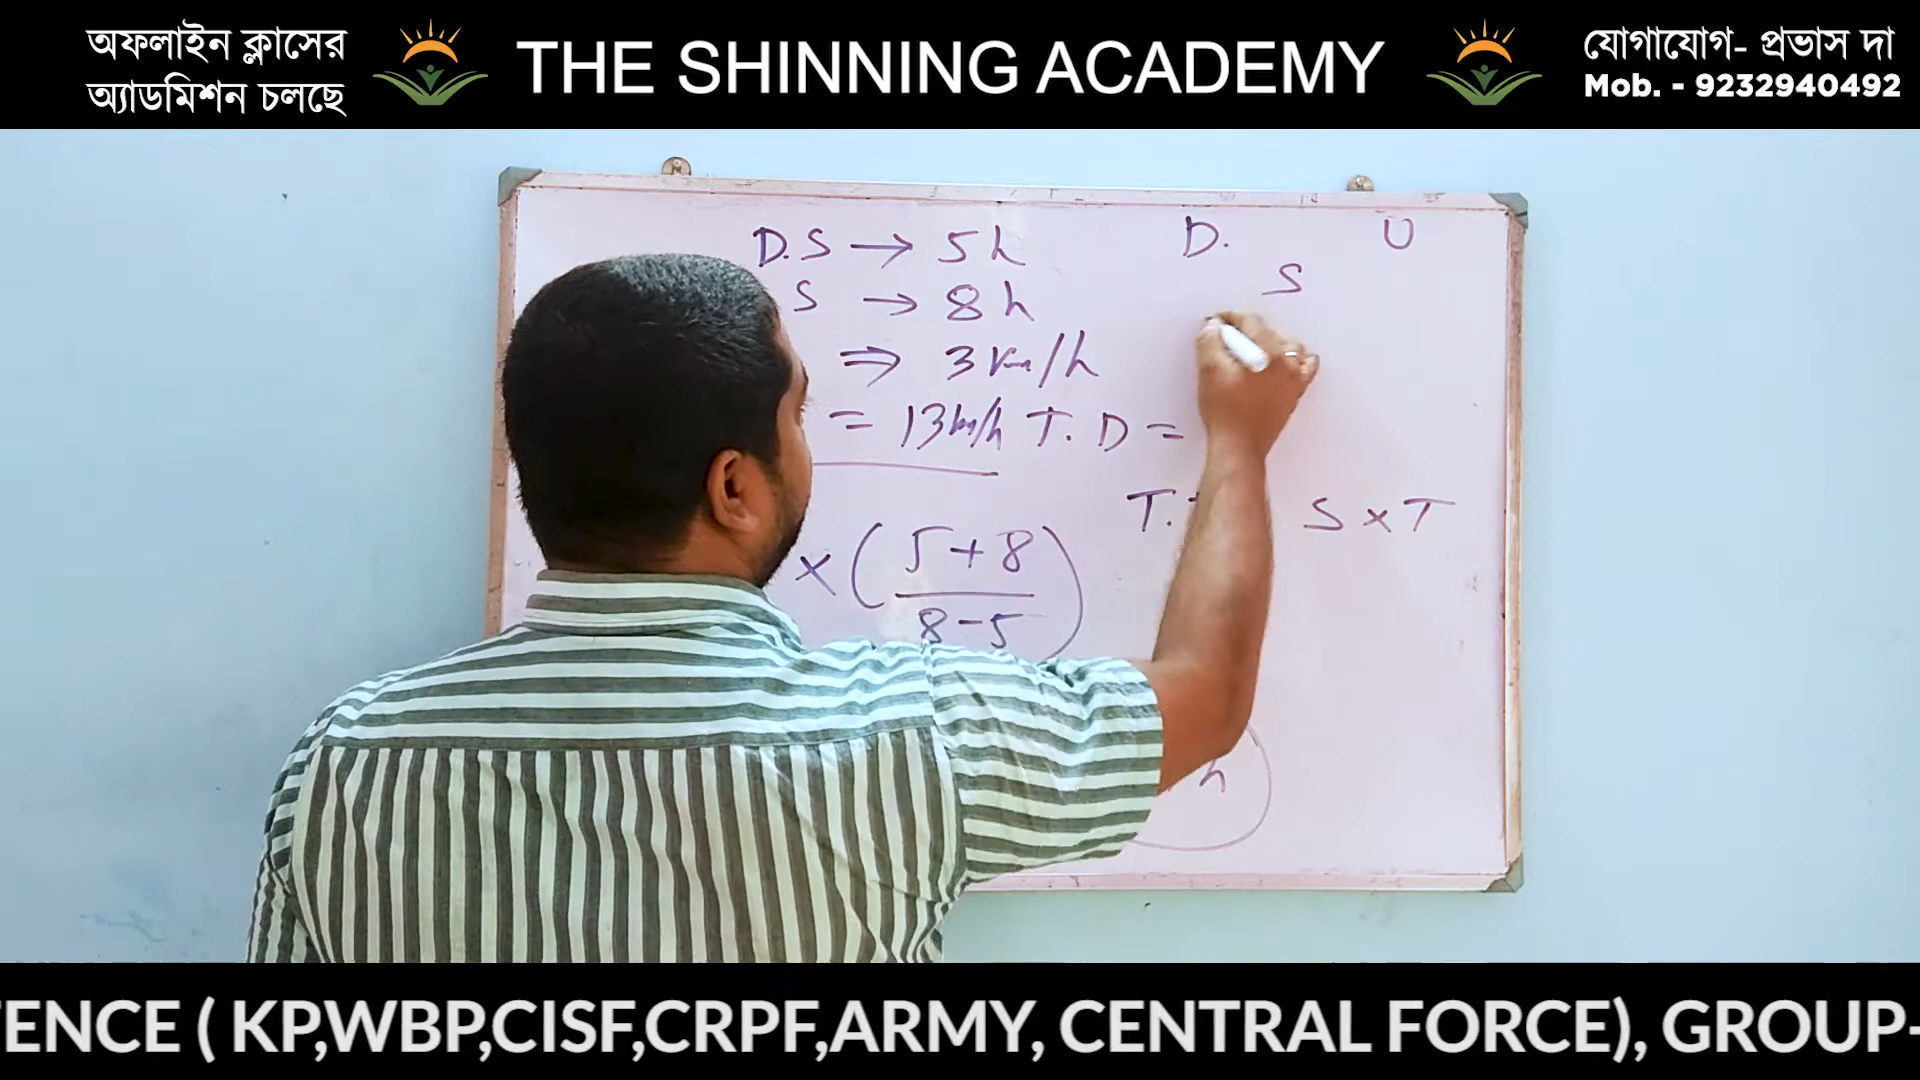 অফলাইন ক্লাসের
অ্যাডমিশন চলছে
THE SHINNING ACADEMY
যোগাযোগ- প্রভাস দা
Mob. - 9232940492
D.S → 5h
S → 8h
⇒ 3km/h
= 13km/h
× (5+8 / 8-5)
D. U
S
T. D =
T.
S × T
h
ENCE ( KP,WBP,CISF,CRPF,ARMY, CENTRAL FORCE), GROUP-